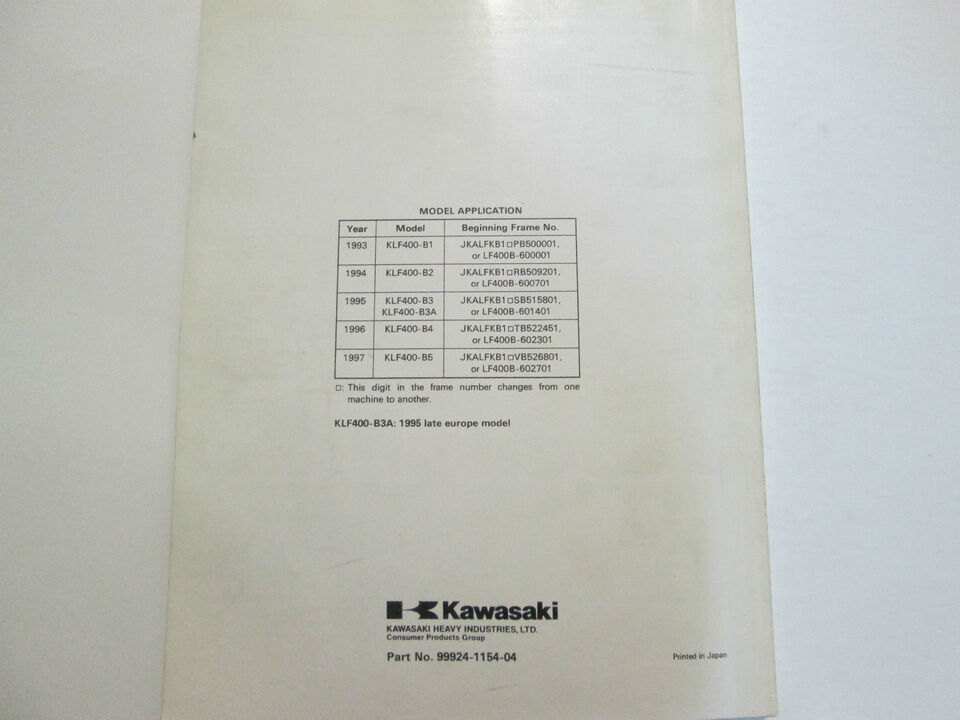 MODEL APPLICATION
Year Model Beginning Frame No.
1993 KLF400-B1 JKALFKB1□PB500001,
or LF400B-600001
1994 KLF400-B2 JKALFKB1□RB509201,
or LF400B-600701
1995 KLF400-B3 JKALFKB1□SB515801,
KLF400-B3A or LF400B-601401
1996 KLF400-B4 JKALFKB1□TB522451,
or LF400B-602301
1997 KLF400-B5 JKALFKB1□VB526801,
or LF400B-602701
□: This digit in the frame number changes from one
machine to another.
KLF400-B3A: 1995 late europe model
Kawasaki
KAWASAKI HEAVY INDUSTRIES, LTD.
Consumer Products Group
Part No. 99924-1154-04
Printed in Japan